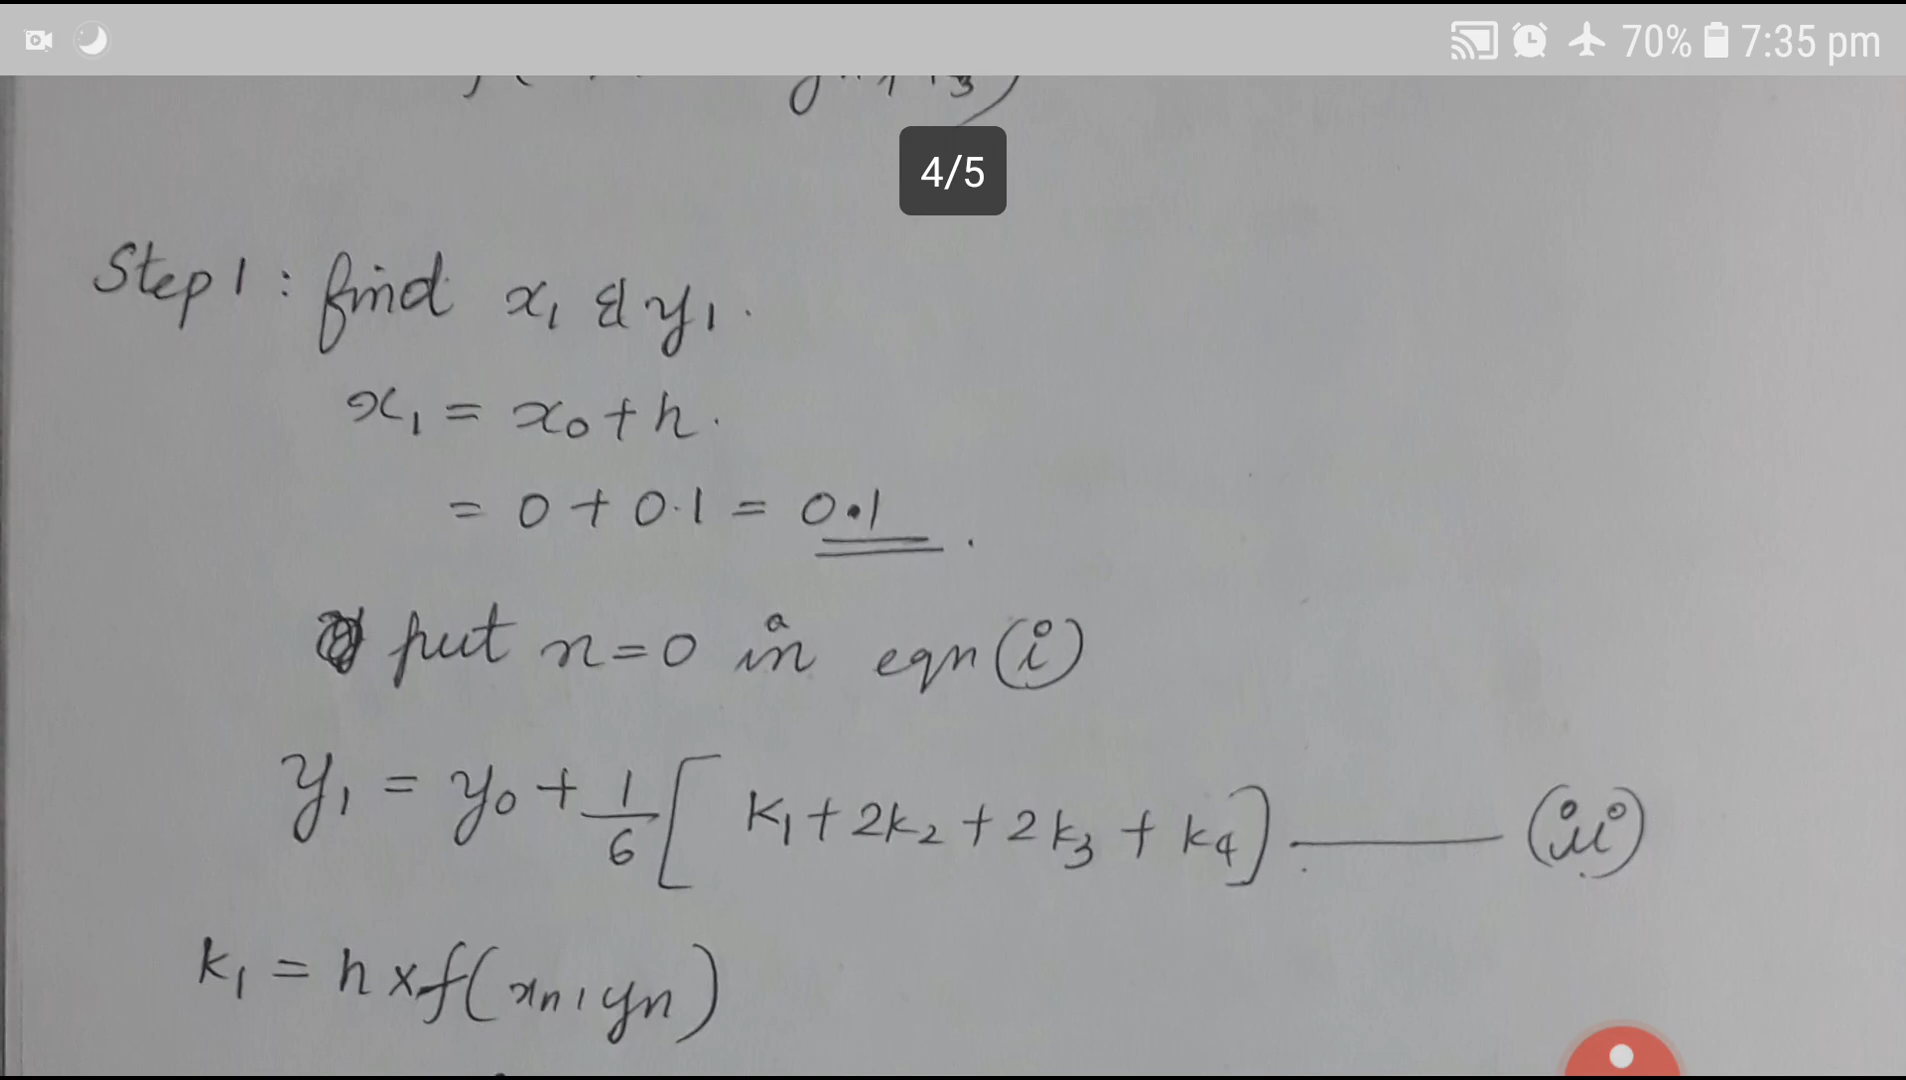 70% 7:35 pm
4/5
Step 1 : find x₁ & y₁.
x₁ = x₀ + h.
= 0 + 0.1 = 0.1.
put n=0 in eqn (i)
y₁ = y₀ + 1/6 [ K₁ + 2k₂ + 2k₃ + k₄ ] —— (ii)
K₁ = h x f(xn, yn)